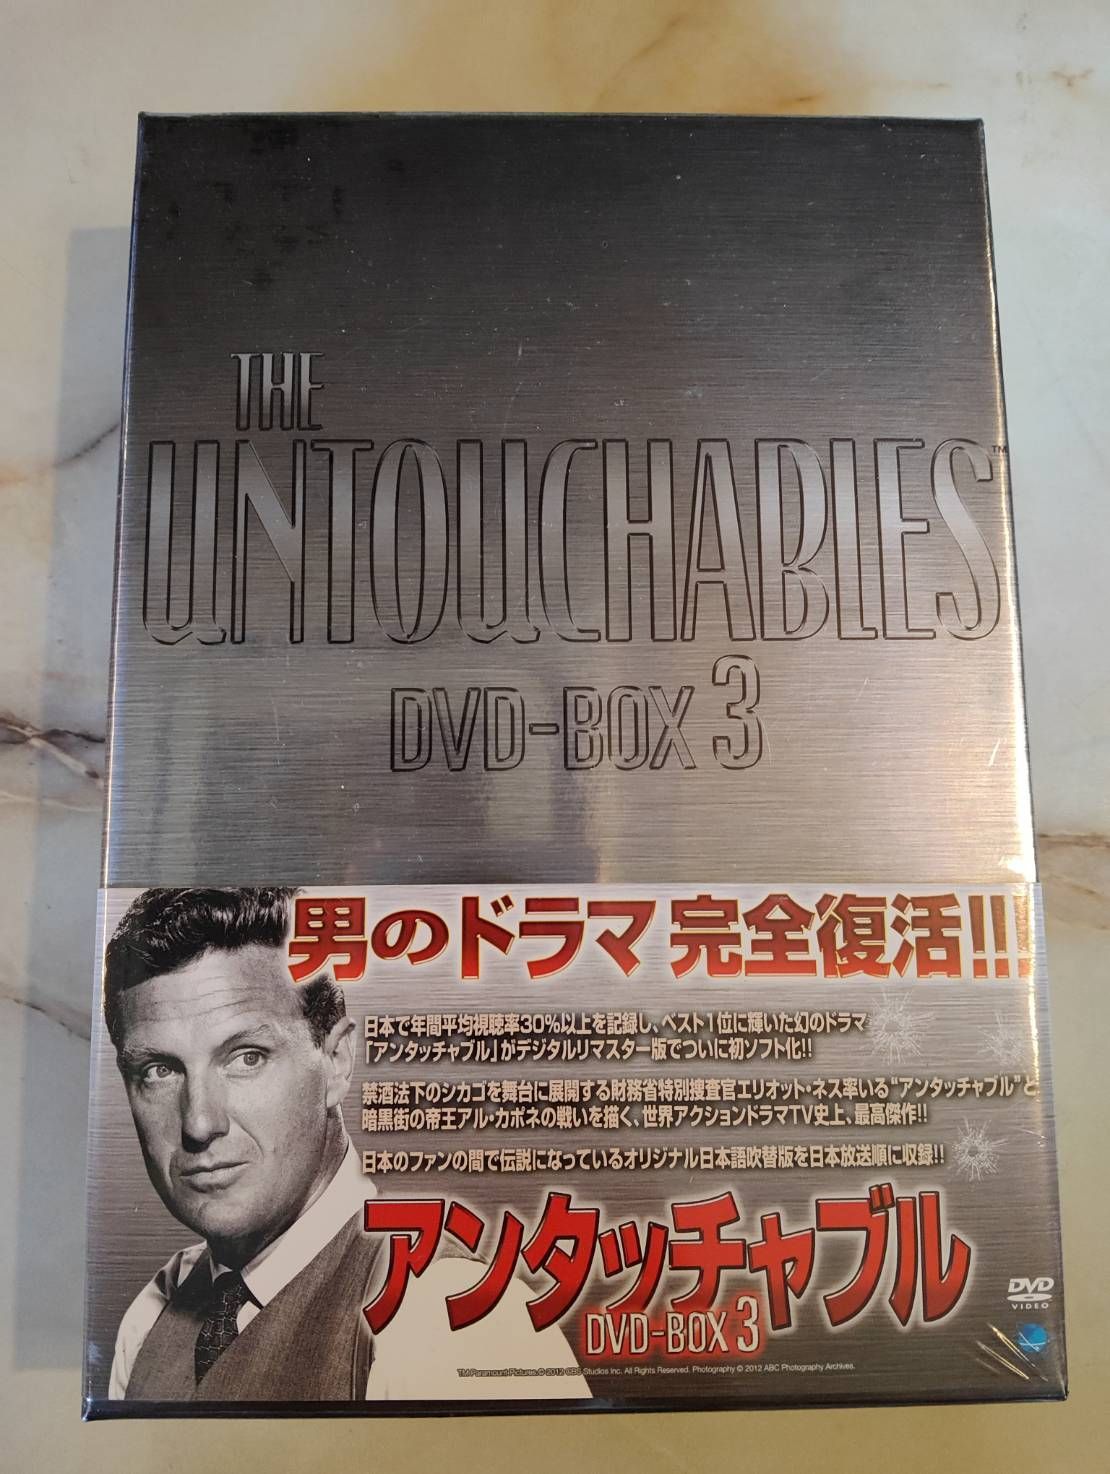 THE
UNTOUCHABLES™
DVD-BOX 3
男のドラマ 完全復活!!
日本で年間平均視聴率30%以上を記録し、ベスト1位に輝いた幻のドラマ
「アンタッチャブル」がデジタルリマスター版でついに初ソフト化!!
禁酒法下のシカゴを舞台に展開する財務省特別捜査官エリオット・ネス率いる“アンタッチャブル”と
暗黒街の帝王アル・カポネの戦いを描く、世界アクションドラマTV史上、最高傑作!!
日本のファンの間で伝説になっているオリジナル日本語吹替版を日本放送順に収録!!
アンタッチャブル
DVD-BOX 3
DVD
VIDEO
TM Paramount Pictures. © 2012 CBS Studios Inc. All Rights Reserved. Photography © 2012 ABC Photography Archives.